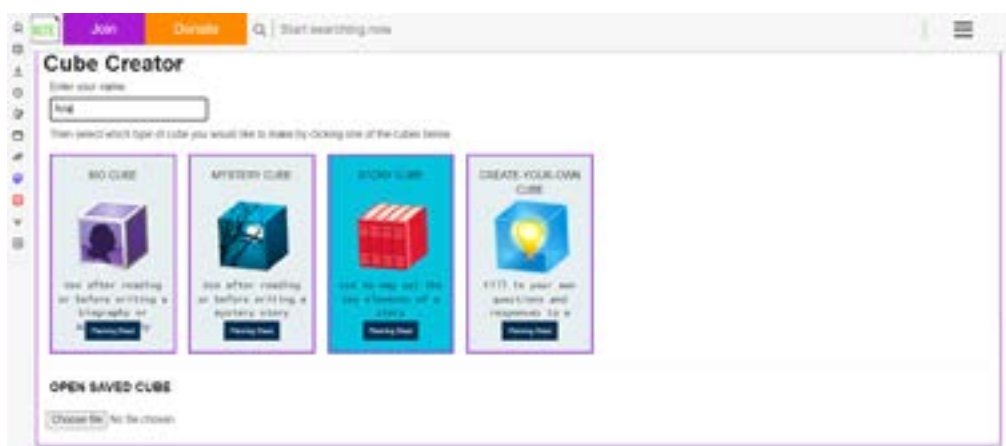 Join
Donate
Start searching now
Cube Creator
Enter your name
Then select which type of cube you would like to make by clicking one of the cubes below
BIO CUBE
Use after reading
or before writing a
biography or
Planning Sheet
MYSTERY CUBE
Use after reading
or before writing a
mystery story
Planning Sheet
STORY CUBE
Use to map out the
key elements of a
story
Planning Sheet
CREATE-YOUR-OWN
CUBE
Fill in your own
questions and
responses to a
Planning Sheet
OPEN SAVED CUBE
Choose file No file chosen